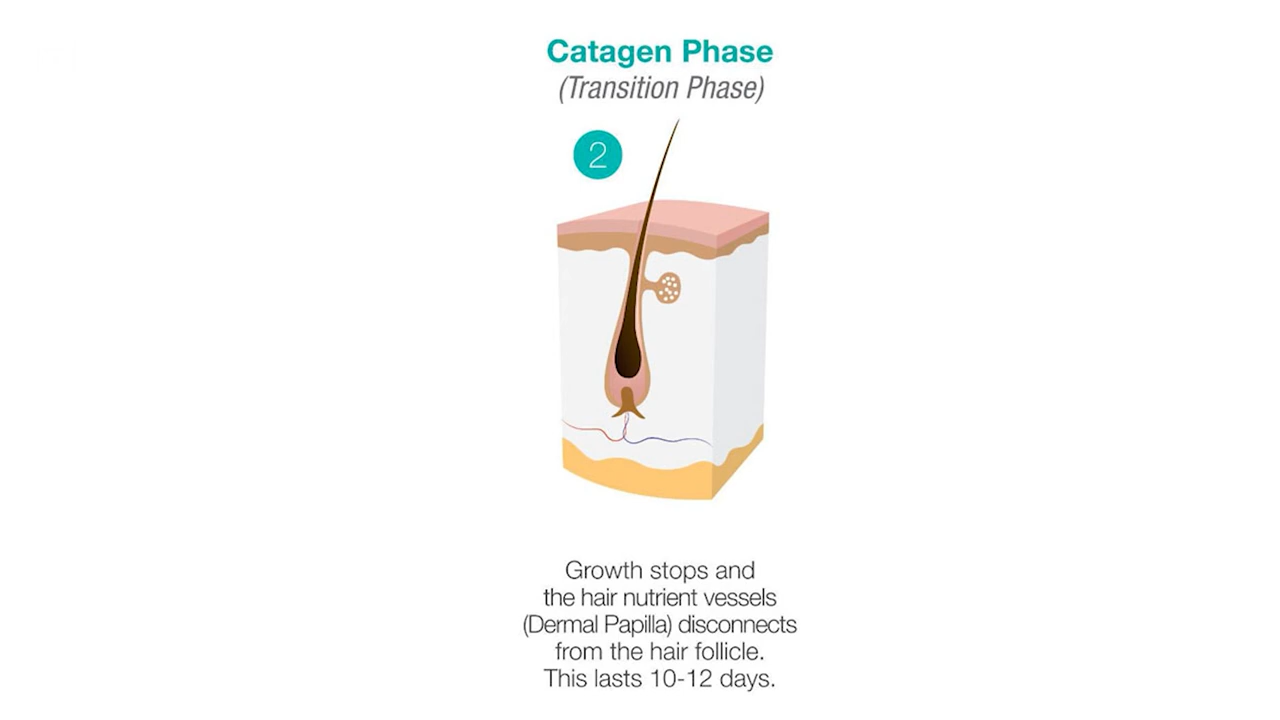 Catagen Phase
(Transition Phase)
2
Growth stops and
the hair nutrient vessels
(Dermal Papilla) disconnects
from the hair follicle.
This lasts 10-12 days.